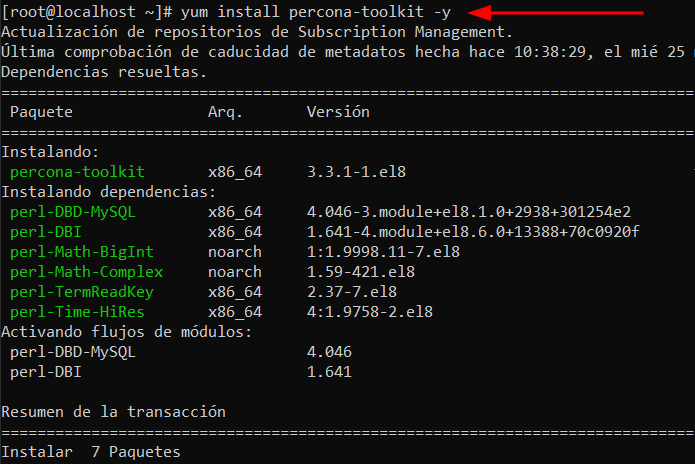 [root@localhost ~]# yum install percona-toolkit -y
Actualización de repositorios de Subscription Management.
Última comprobación de caducidad de metadatos hecha hace 10:38:29, el mié 25
Dependencias resueltas.
================================================================================
Paquete Arq. Versión
================================================================================
Instalando:
percona-toolkit x86_64 3.3.1-1.el8
Instalando dependencias:
perl-DBD-MySQL x86_64 4.046-3.module+el8.1.0+2938+301254e2
perl-DBI x86_64 1.641-4.module+el8.6.0+13388+70c0920f
perl-Math-BigInt noarch 1:1.9998.11-7.el8
perl-Math-Complex noarch 1.59-421.el8
perl-TermReadKey x86_64 2.37-7.el8
perl-Time-HiRes x86_64 4:1.9758-2.el8
Activando flujos de módulos:
perl-DBD-MySQL 4.046
perl-DBI 1.641
Resumen de la transacción
================================================================================
Instalar 7 Paquetes